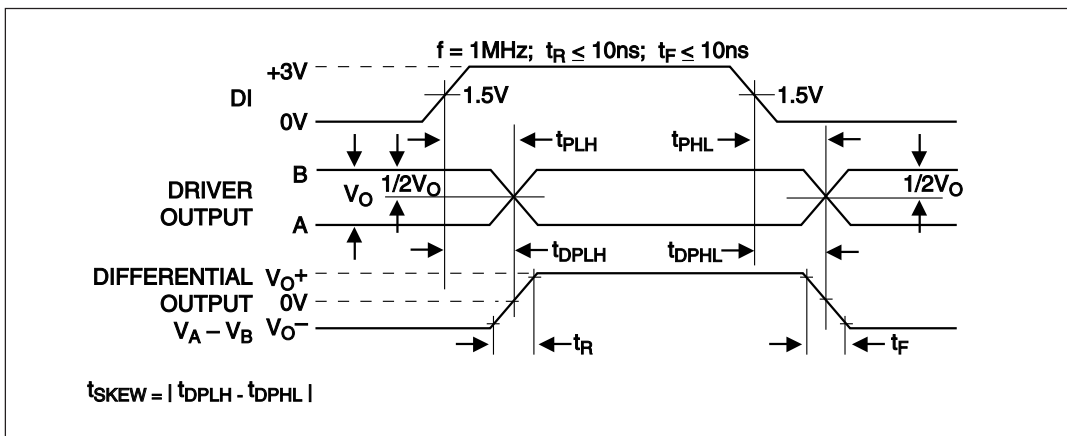 f = 1MHz; tR ≤ 10ns; tF ≤ 10ns
+3V
DI
1.5V
1.5V
0V
tPLH
tPHL
B
DRIVER
OUTPUT
VO
1/2VO
1/2VO
A
tDPLH
tDPHL
DIFFERENTIAL
OUTPUT
VA – VB
VO+
0V
VO–
tR
tF
tSKEW = | tDPLH - tDPHL |